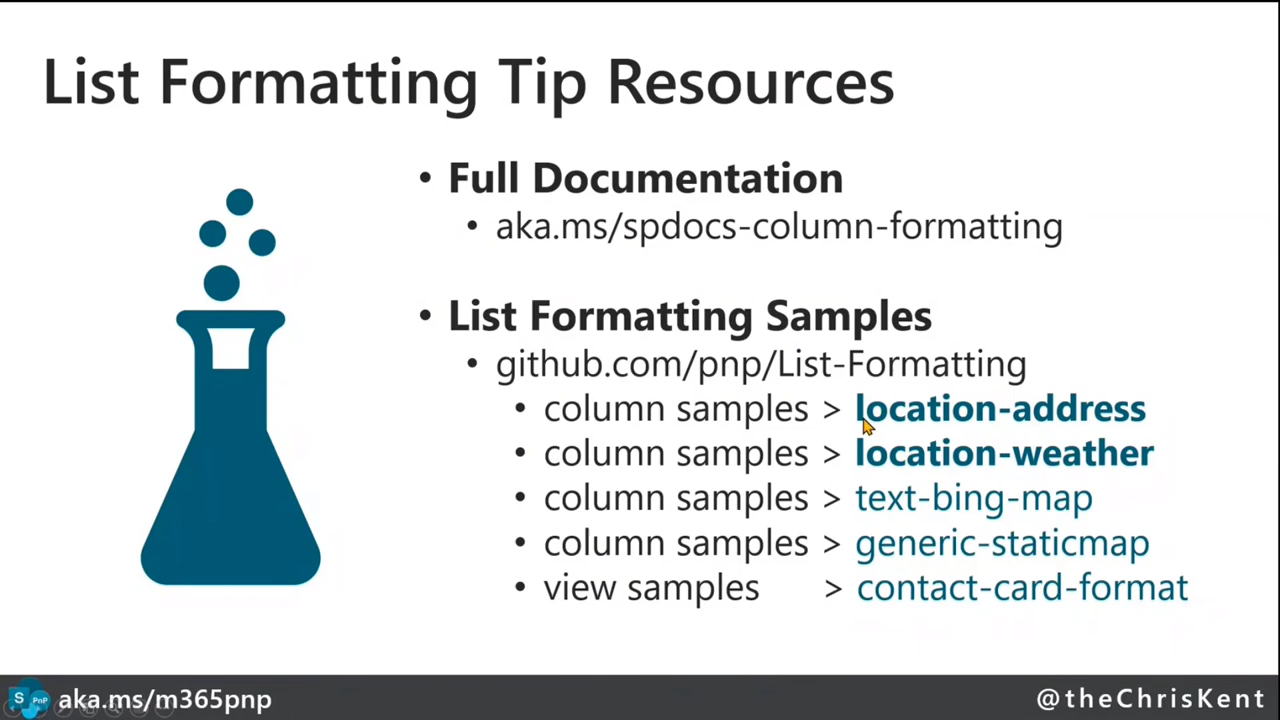 List Formatting Tip Resources
• Full Documentation
• aka.ms/spdocs-column-formatting
• List Formatting Samples
• github.com/pnp/List-Formatting
• column samples > location-address
• column samples > location-weather
• column samples > text-bing-map
• column samples > generic-staticmap
• view samples > contact-card-format
S PnP aka.ms/m365pnp
@theChrisKent